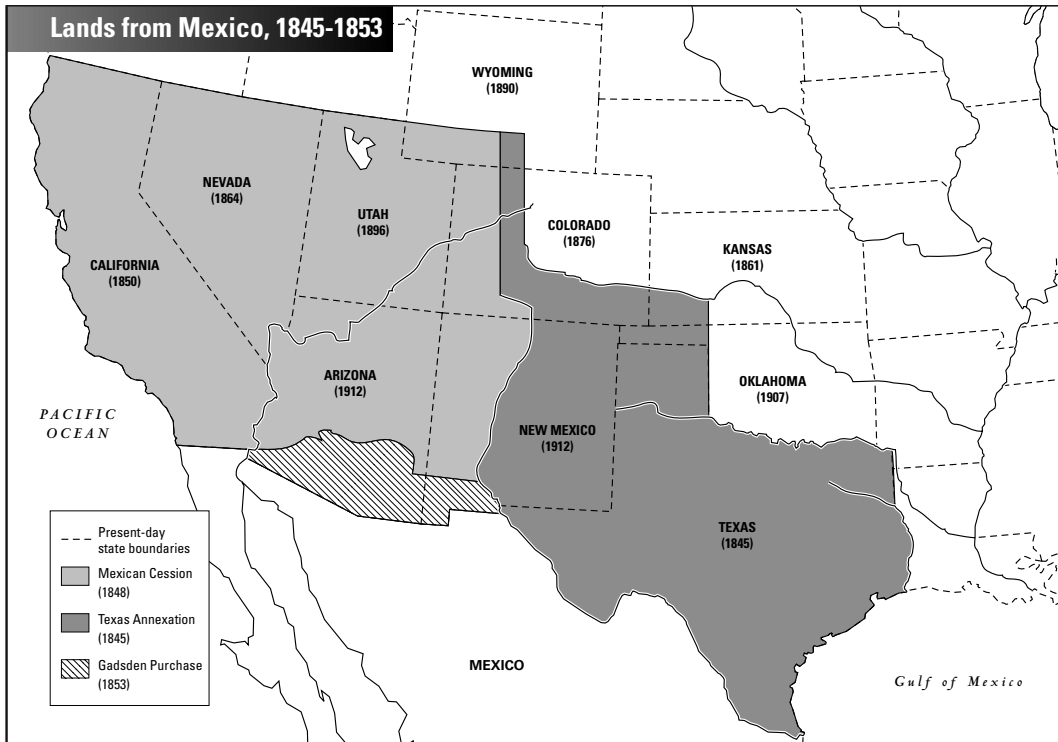 Lands from Mexico, 1845-1853
WYOMING
(1890)
NEVADA
(1864)
UTAH
(1896)
COLORADO
(1876)
KANSAS
(1861)
CALIFORNIA
(1850)
ARIZONA
(1912)
OKLAHOMA
(1907)
PACIFIC
OCEAN
NEW MEXICO
(1912)
TEXAS
(1845)
Present-day
state boundaries
Mexican Cession
(1848)
Texas Annexation
(1845)
Gadsden Purchase
(1853)
MEXICO
Gulf of Mexico